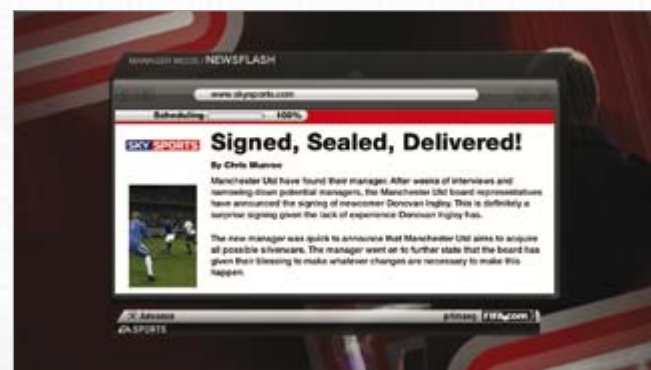 MANAGER MODE / NEWSFLASH
www.skysports.com
Scheduling 100%
SKY SPORTS
Signed, Sealed, Delivered!
By Chris Munroe
Manchester Utd have found their manager. After weeks of interviews and
narrowing down potential managers, the Manchester Utd board representatives
have announced the signing of newcomer Donovan Ingloy. This is definitely a
surprise signing given the lack of experience Donovan Ingloy has.
The new manager was quick to announce that Manchester Utd aims to acquire
all possible silverware. The manager went on to further state that the board has
given their blessing to make whatever changes are necessary to make this
happen.
Advance
primaeg FIFA.com
EA SPORTS